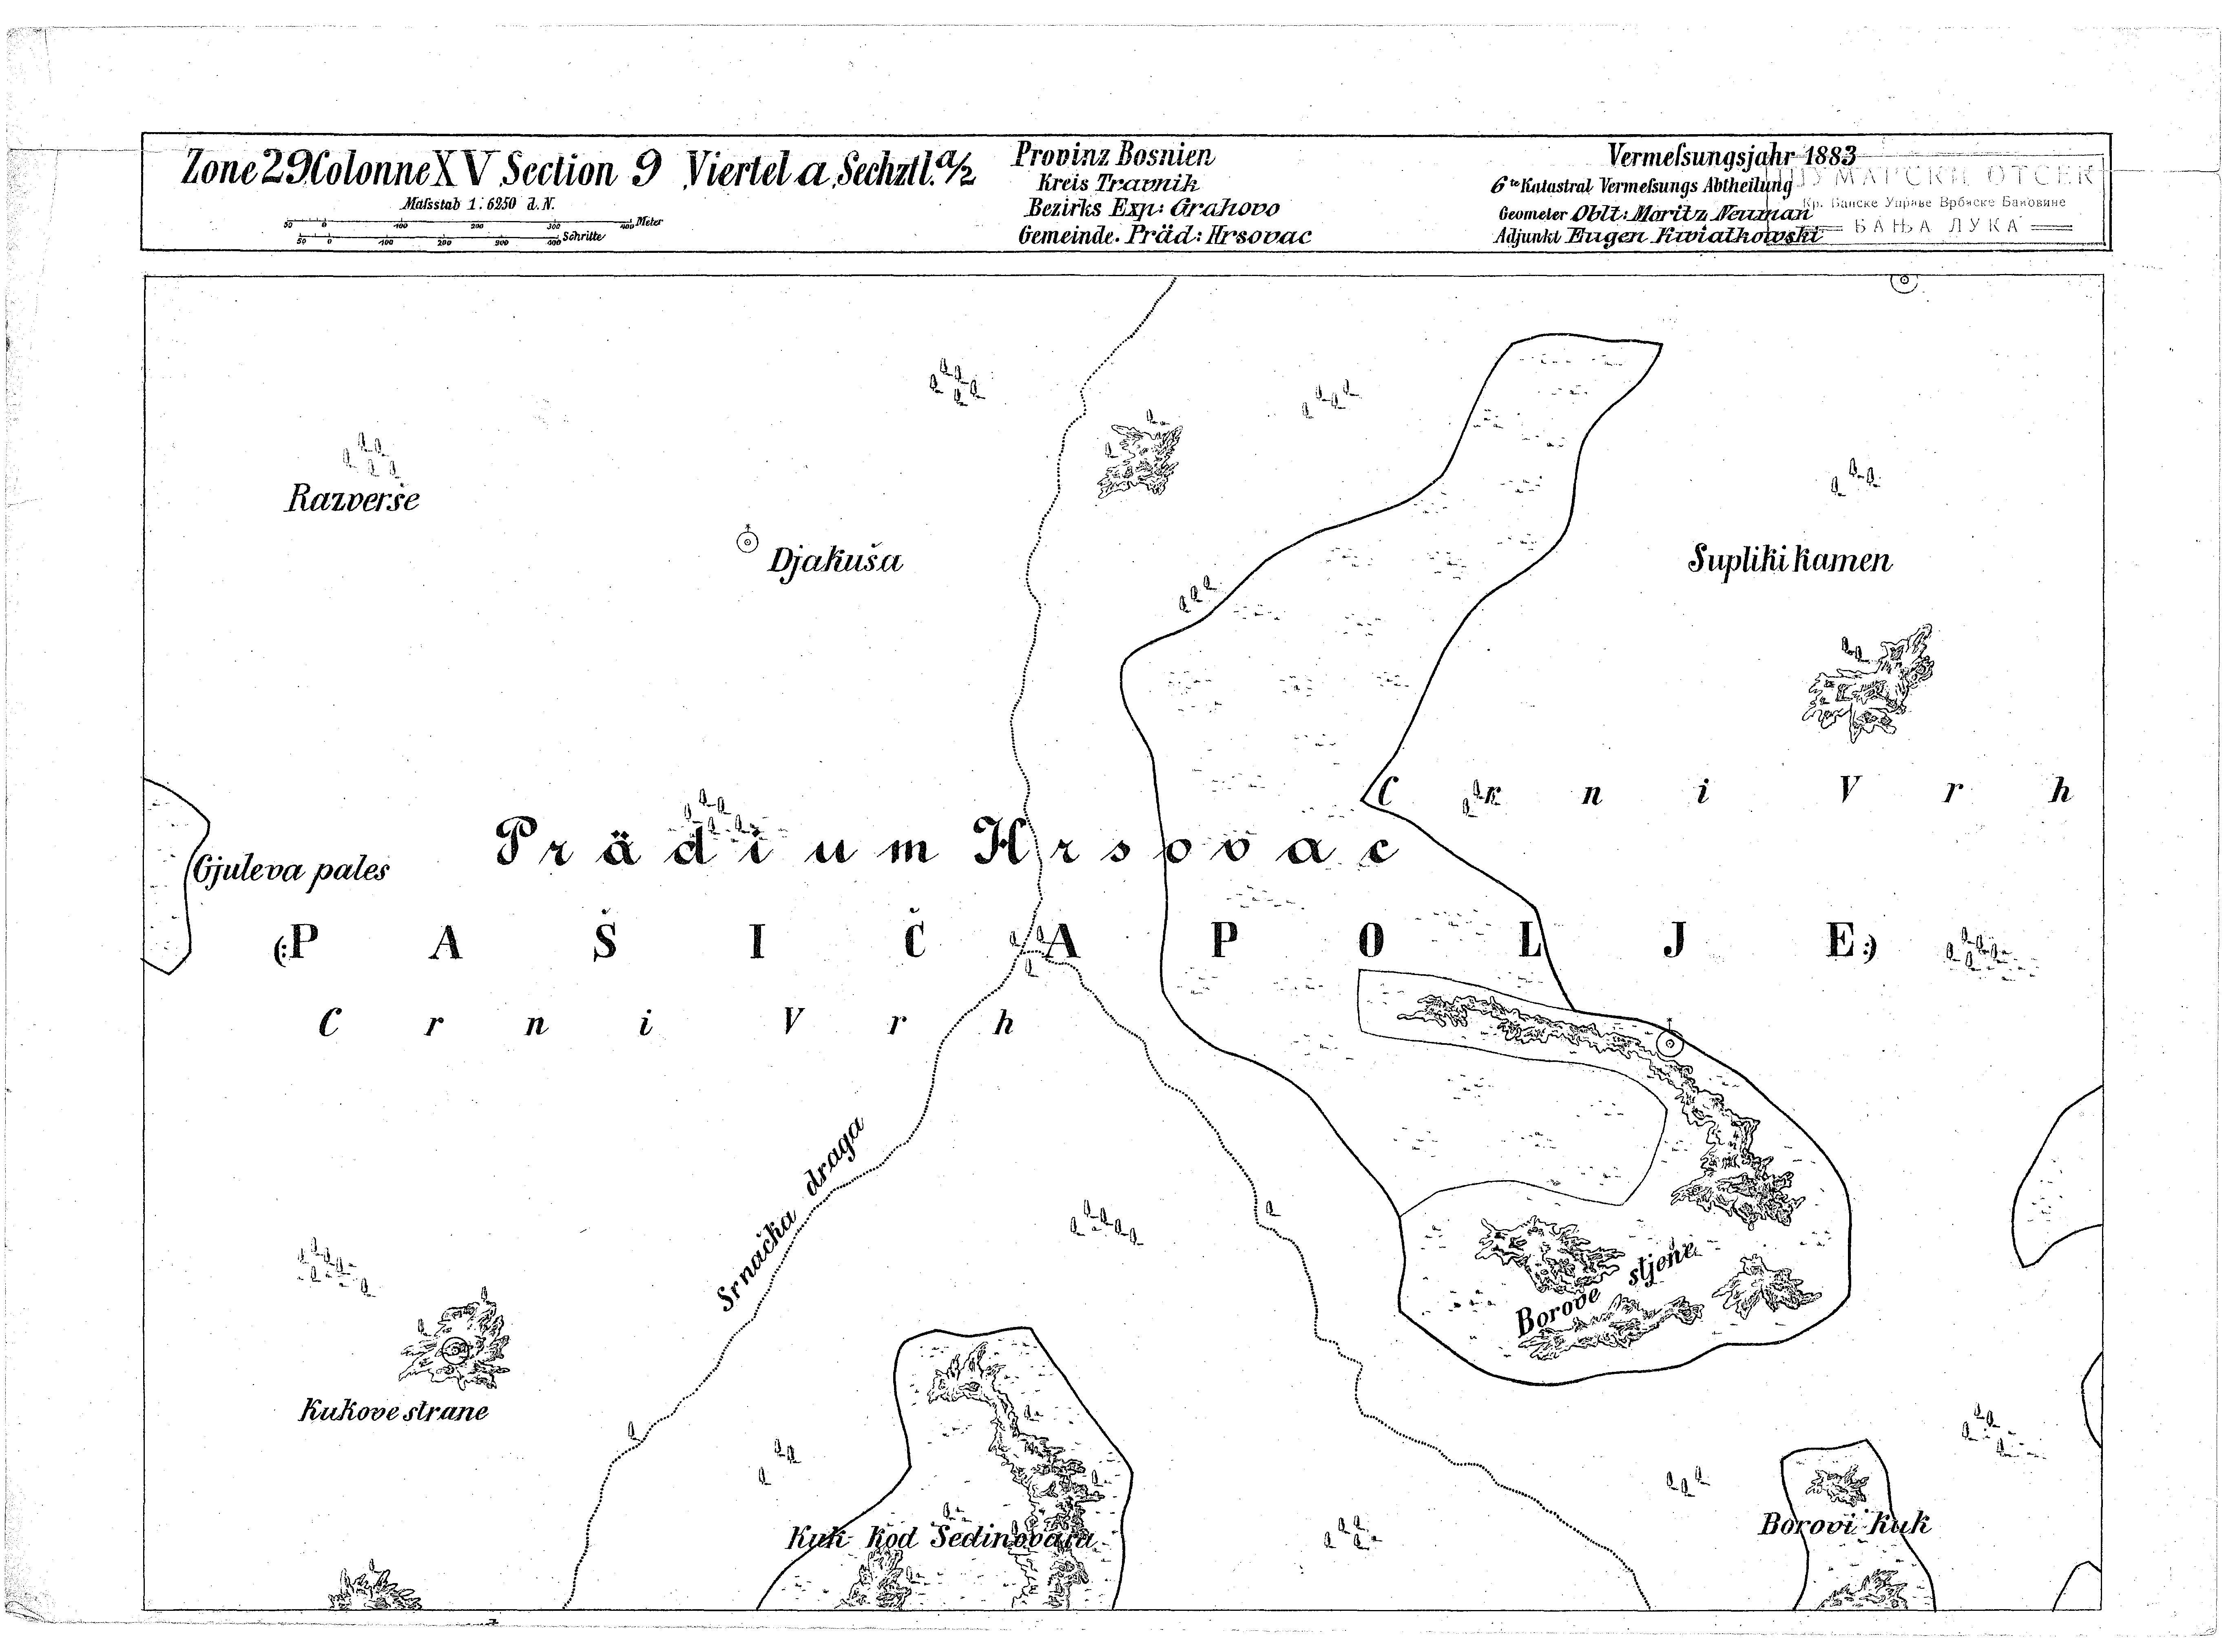 Zone 29 Colonne XV Section 9 Viertel a Sechztl. a/2
Maſsstab 1:6250 d. N.
50 0 100 200 300 400 Meter
50 0 100 200 300 400 Schritte
Provinz Bosnien
Kreis Travnik
Bezirks Exp: Grahovo
Gemeinde. Präd: Hrsovac
Vermeſsungsjahr 1883
6te Katastral Vermeſsungs Abtheilung
Geometer Oblt: Moritz Neuman
Adjunkt Eugen Kwiatkowski
ШУМАРСКИ ОТСЕК
Кр. Банске Управе Врбаске Бановине
БАЊА ЛУКА
Razverše
Djakuša
Supliki kamen
Crni Vrh
Prädium Hrsovac
Gjuleva pales
(:PAŠIČA POLJE:)
Crni Vrh
Srnačka draga
Borove stjene
Kukove strane
Kuk kod Sedinovara
Borovi kuk